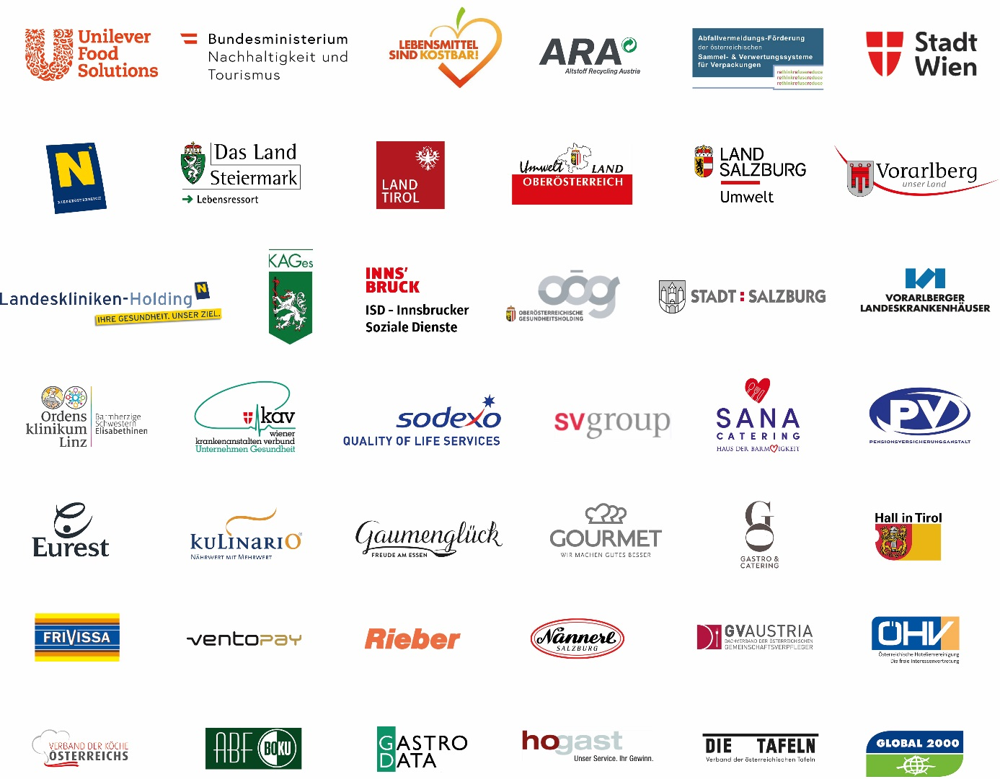 Unilever
Food
Solutions
Bundesministerium
Nachhaltigkeit und
Tourismus
LEBENSMITTEL
SIND KOSTBAR!
ARA
Altstoff Recycling Austria
Abfallvermeidungs-Förderung
der österreichischen
Sammel- & Verwertungssysteme
für Verpackungen
rethinkrefusereduce
rethinkrefusereduce
rethinkrefusereduce
Stadt
Wien
N
NIEDERÖSTERREICH
Das Land
Steiermark
Lebensressort
LAND
TIROL
Umwelt LAND
OBERÖSTERREICH
LAND
SALZBURG
Umwelt
Vorarlberg
unser Land
Landeskliniken-Holding N
IHRE GESUNDHEIT. UNSER ZIEL.
KAGes
INNS'
BRUCK
ISD - Innsbrucker
Soziale Dienste
oög
OBERÖSTERREICHISCHE
GESUNDHEITSHOLDING
STADT : SALZBURG
VORARLBERGER
LANDESKRANKENHÄUSER
Ordens
klinikum
Linz
Barmherzige
Schwestern
Elisabethinen
kav
wiener
krankenanstalten verbund
Unternehmen Gesundheit
sodexo
QUALITY OF LIFE SERVICES
svgroup
SANA
CATERING
HAUS DER BARMHERZIGKEIT
PV
PENSIONSVERSICHERUNGSANSTALT
Eurest
kuLinariO
NÄHRWERT MIT MEHRWERT
Gaumenglück
FREUDE AM ESSEN
GOURMET
WIR MACHEN GUTES BESSER
GO
GASTRO &
CATERING
Hall in Tirol
FRIVISSA
ventopay
Rieber
Nannerl
SALZBURG
GVAUSTRIA
DACHVERBAND DER ÖSTERREICHISCHEN
GEMEINSCHAFTSVERPFLEGER
ÖHV
Österreichische Hoteliervereinigung
Die freie Interessenvertretung
VERBAND DER KÖCHE
ÖSTERREICHS
ABF BOKU
GASTRO
DATA
hogast
Unser Service. Ihr Gewinn.
DIE TAFELN
Verband der österreichischen Tafeln
GLOBAL 2000